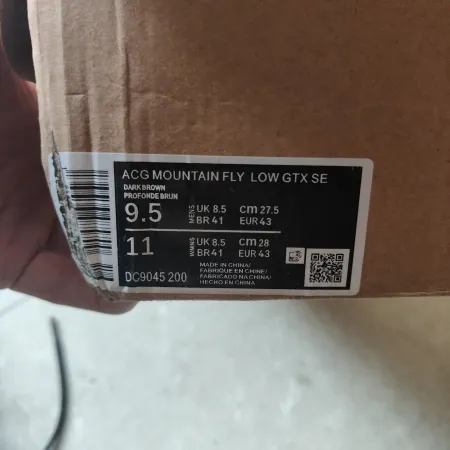 ACG MOUNTAIN FLY LOW GTX SE
DARK BROWN
PROFONDE BRUN
9.5 MENS UK 8.5 cm 27.5
BR 41 EUR 43
11 WMNS UK 8.5 cm 28
BR 41 EUR 43
MADE IN CHINA/
FABRIQUE EN CHINE/
FABRICADO NA CHINA/
HECHO EN CHINA
DC9045 200